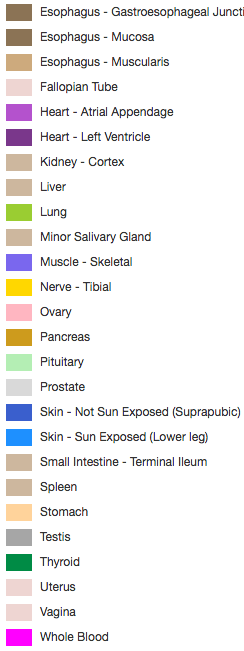 Esophagus - Gastroesophageal Juncti
Esophagus - Mucosa
Esophagus - Muscularis
Fallopian Tube
Heart - Atrial Appendage
Heart - Left Ventricle
Kidney - Cortex
Liver
Lung
Minor Salivary Gland
Muscle - Skeletal
Nerve - Tibial
Ovary
Pancreas
Pituitary
Prostate
Skin - Not Sun Exposed (Suprapubic)
Skin - Sun Exposed (Lower leg)
Small Intestine - Terminal Ileum
Spleen
Stomach
Testis
Thyroid
Uterus
Vagina
Whole Blood